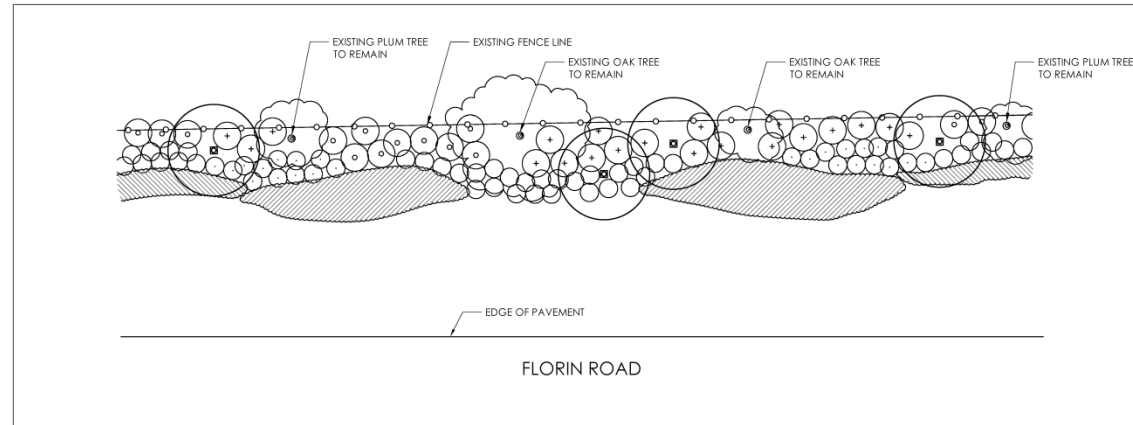 EXISTING PLUM TREE
TO REMAIN
EXISTING FENCE LINE
EXISTING OAK TREE
TO REMAIN
EXISTING OAK TREE
TO REMAIN
EXISTING PLUM TREE
TO REMAIN
EDGE OF PAVEMENT
FLORIN ROAD